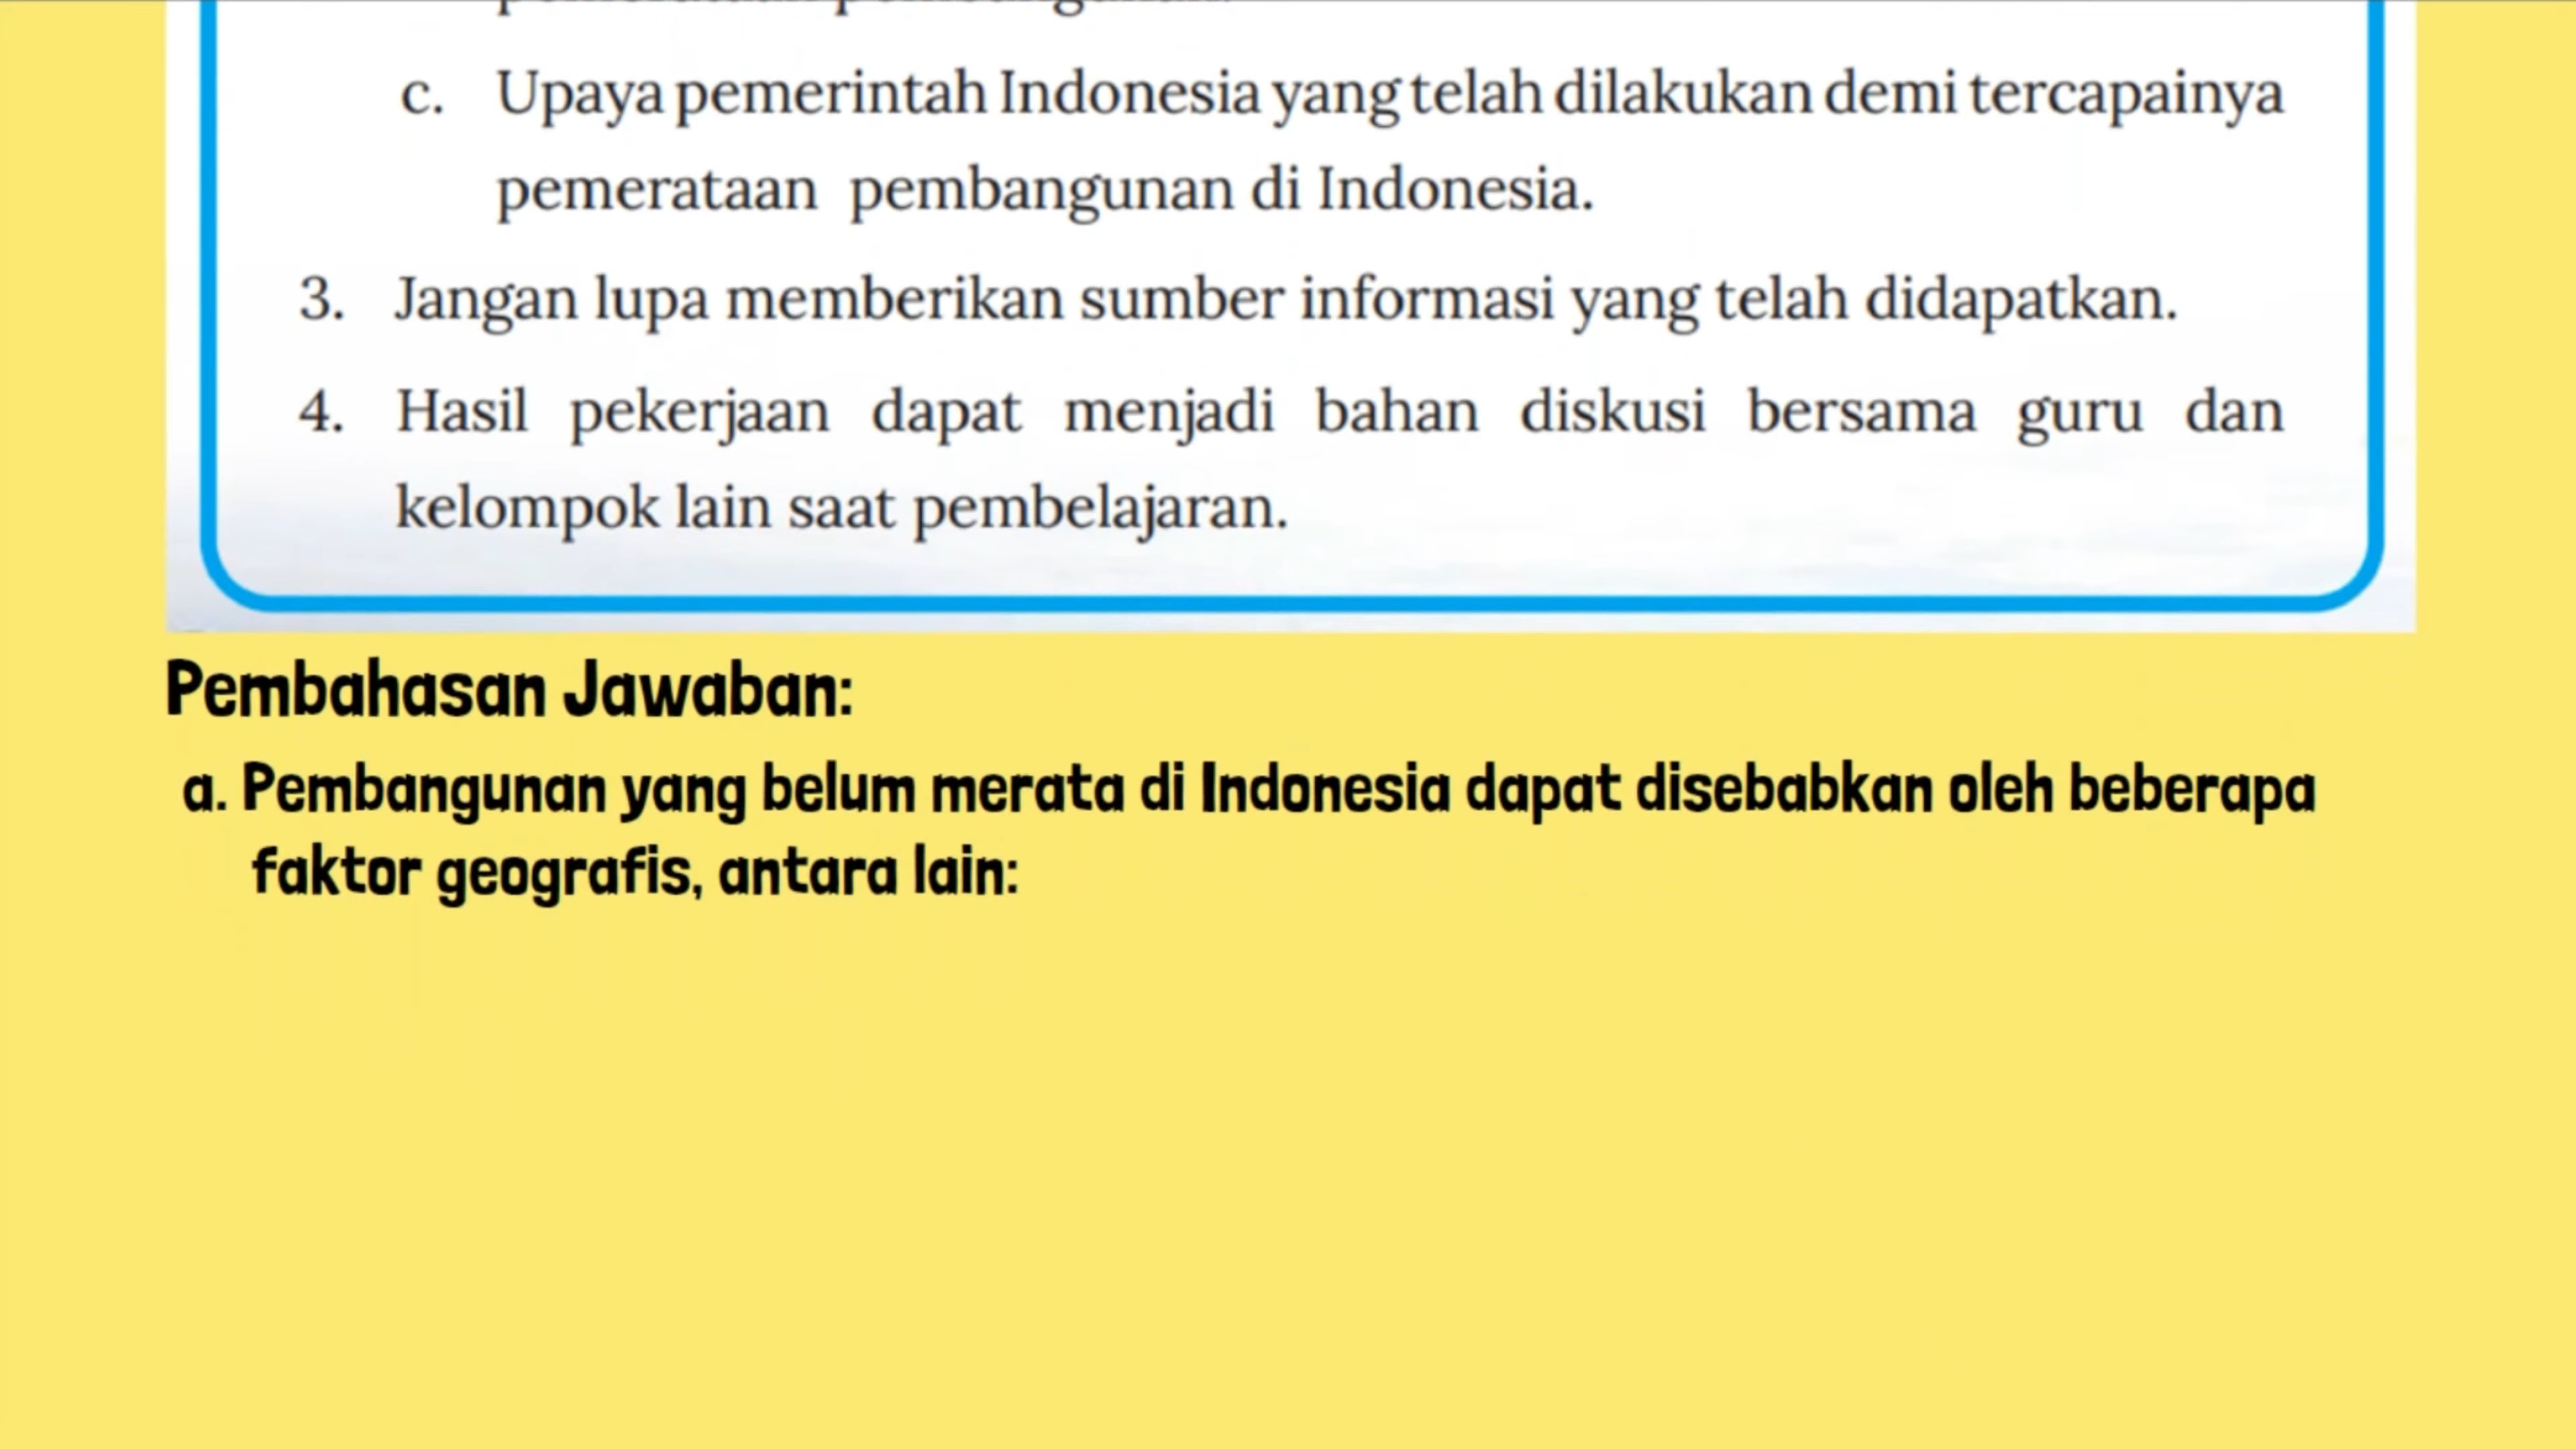 c. Upaya pemerintah Indonesia yang telah dilakukan demi tercapainya
pemerataan pembangunan di Indonesia.
3. Jangan lupa memberikan sumber informasi yang telah didapatkan.
4. Hasil pekerjaan dapat menjadi bahan diskusi bersama guru dan
kelompok lain saat pembelajaran.
Pembahasan Jawaban:
a. Pembangunan yang belum merata di Indonesia dapat disebabkan oleh beberapa
faktor geografis, antara lain: